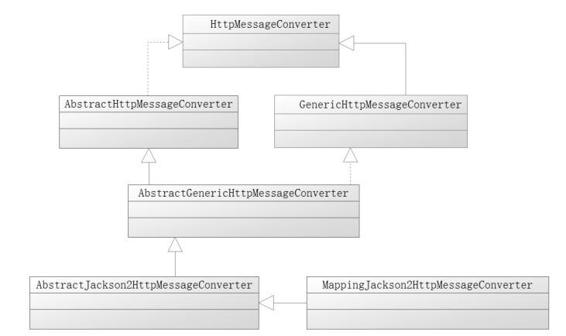 HttpMessageConverter
AbstractHttpMessageConverter
GenericHttpMessageConverter
AbstractGenericHttpMessageConverter
AbstractJackson2HttpMessageConverter
MappingJackson2HttpMessageConverter